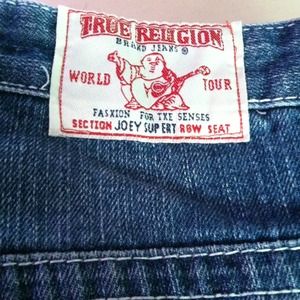 TRUE RELIGION
BRAND JEANS ®
WORLD TOUR
FASHION FOR THE SENSES
SECTION JOEY SUPER T ROW SEAT